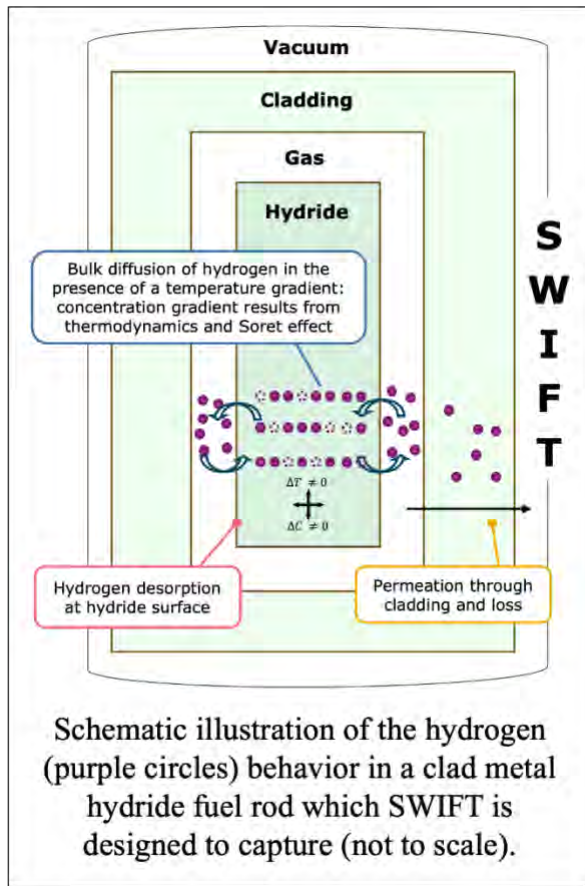 Vacuum
Cladding
Gas
Hydride
Bulk diffusion of hydrogen in the
presence of a temperature gradient:
concentration gradient results from
thermodynamics and Soret effect
S
W
I
F
T
ΔT ≠ 0
ΔC ≠ 0
Hydrogen desorption
at hydride surface
Permeation through
cladding and loss
Schematic illustration of the hydrogen
(purple circles) behavior in a clad metal
hydride fuel rod which SWIFT is
designed to capture (not to scale).